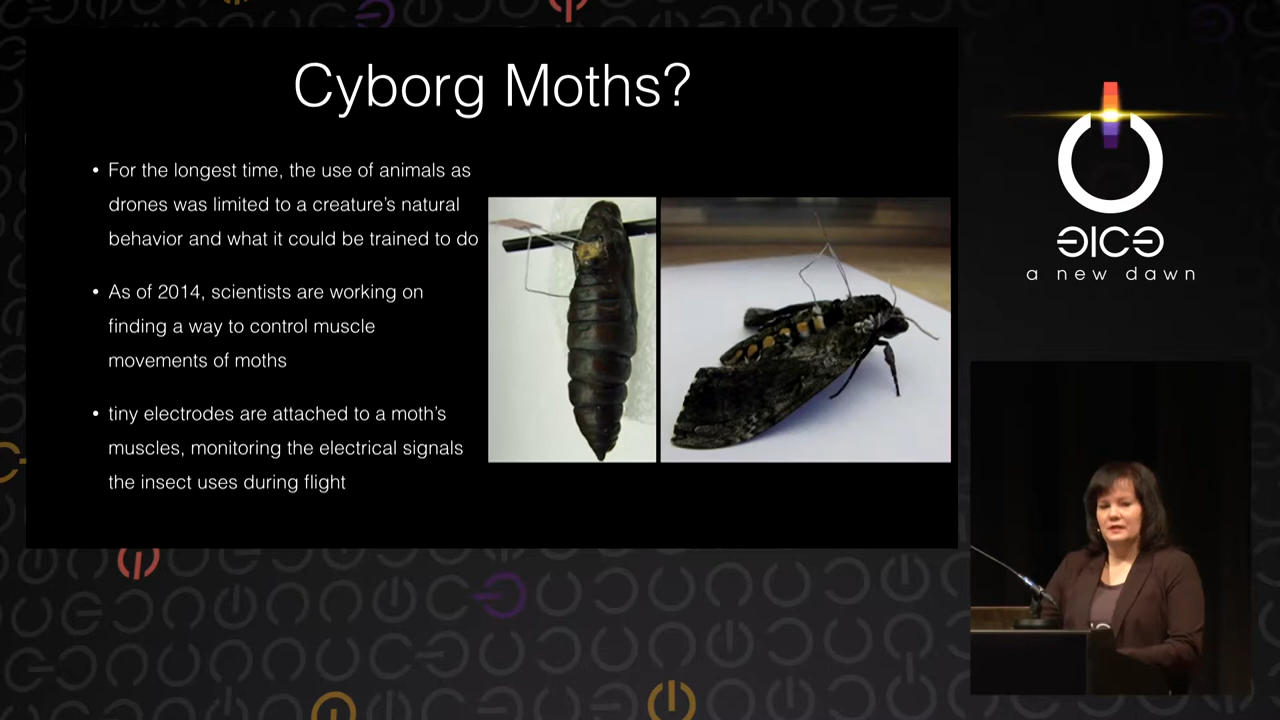 Cyborg Moths?
• For the longest time, the use of animals as
drones was limited to a creature’s natural
behavior and what it could be trained to do
• As of 2014, scientists are working on
finding a way to control muscle
movements of moths
• tiny electrodes are attached to a moth’s
muscles, monitoring the electrical signals
the insect uses during flight
a new dawn